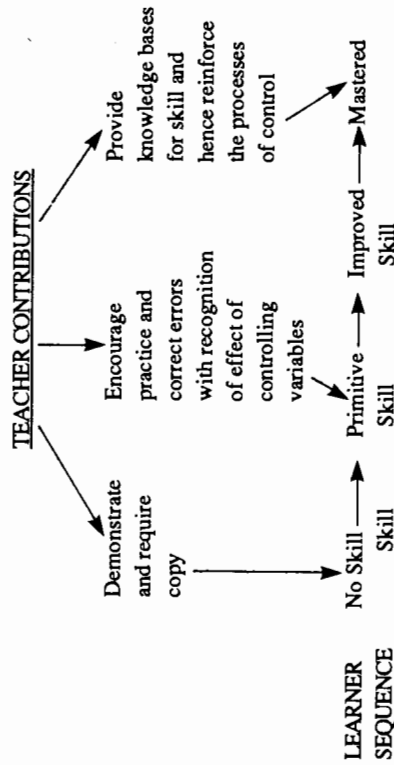 TEACHER CONTRIBUTIONS
Demonstrate
and require
copy
Encourage
practice and
correct errors
with recognition
of effect of
controlling
variables
Provide
knowledge bases
for skill and
hence reinforce
the processes
of control
LEARNER No Skill Primitive Improved Mastered
SEQUENCE Skill Skill Skill